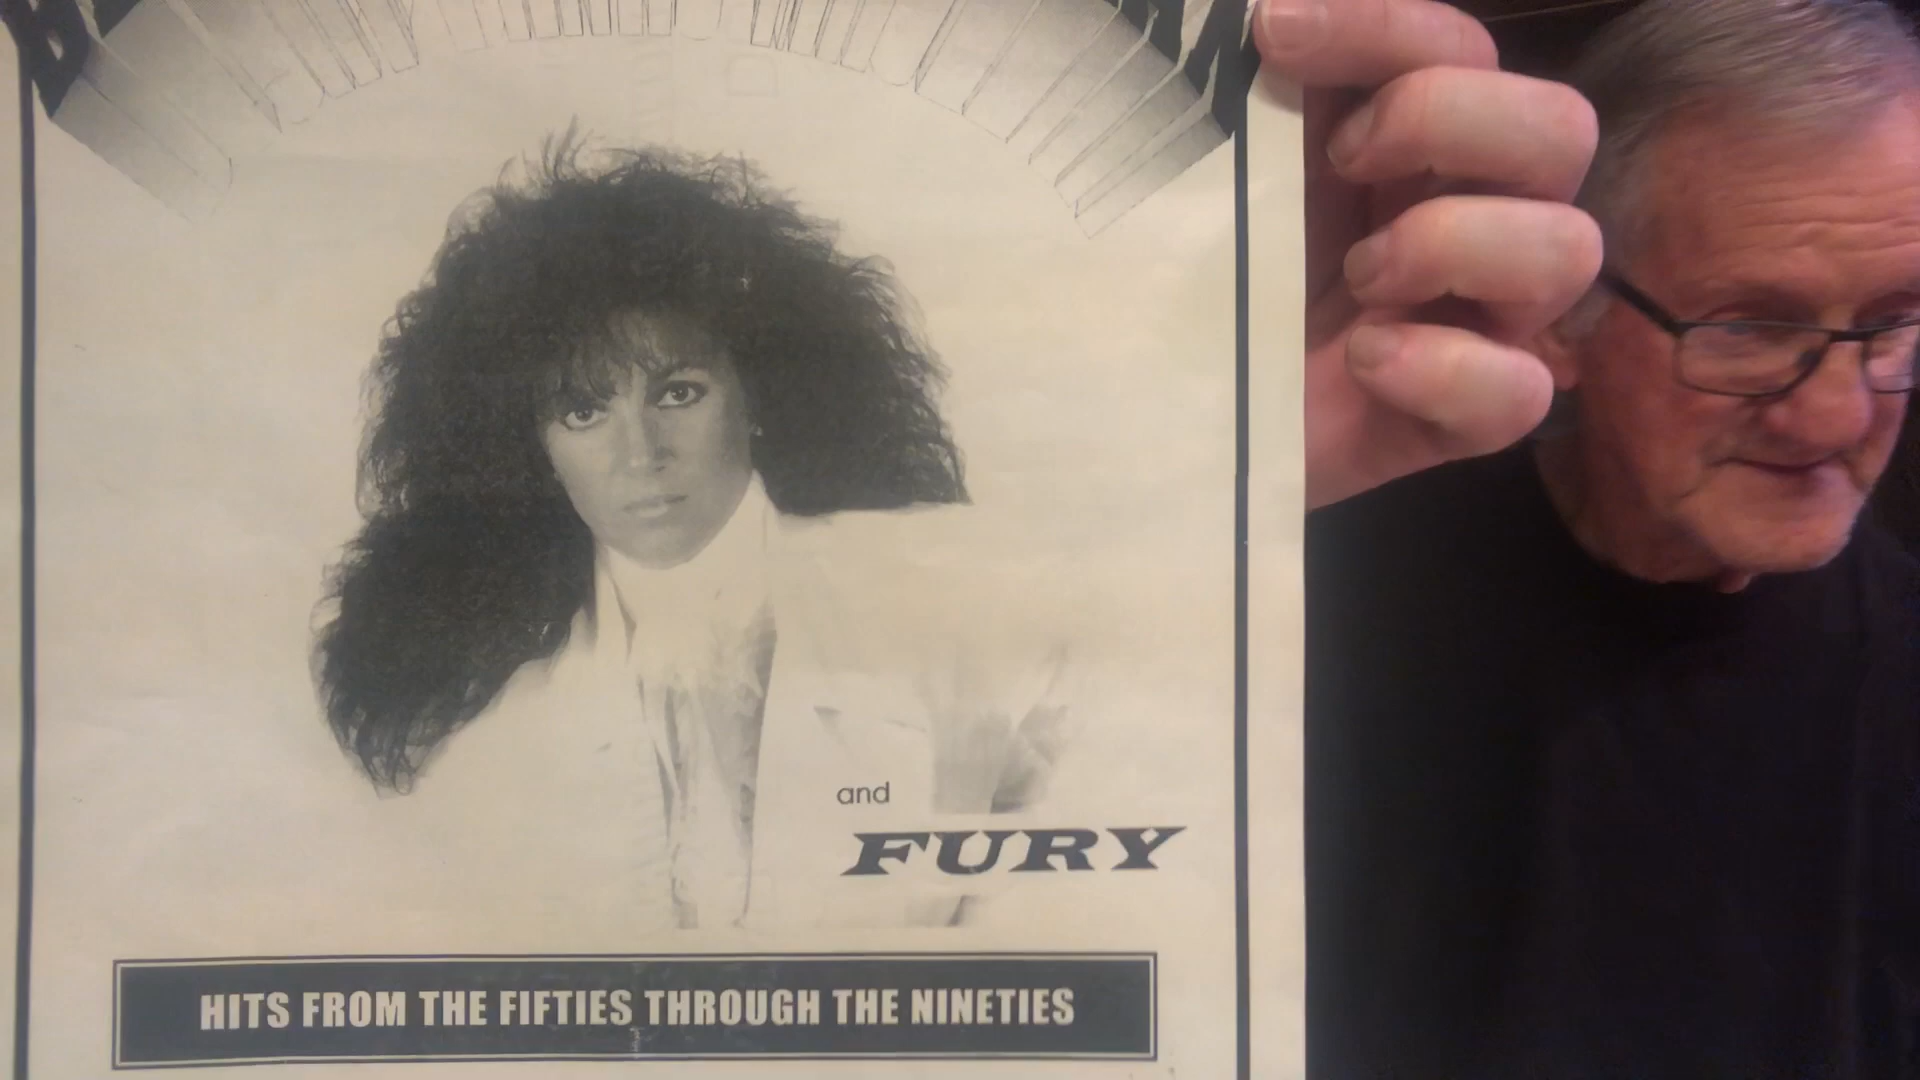 and
FURY
HITS FROM THE FIFTIES THROUGH THE NINETIES